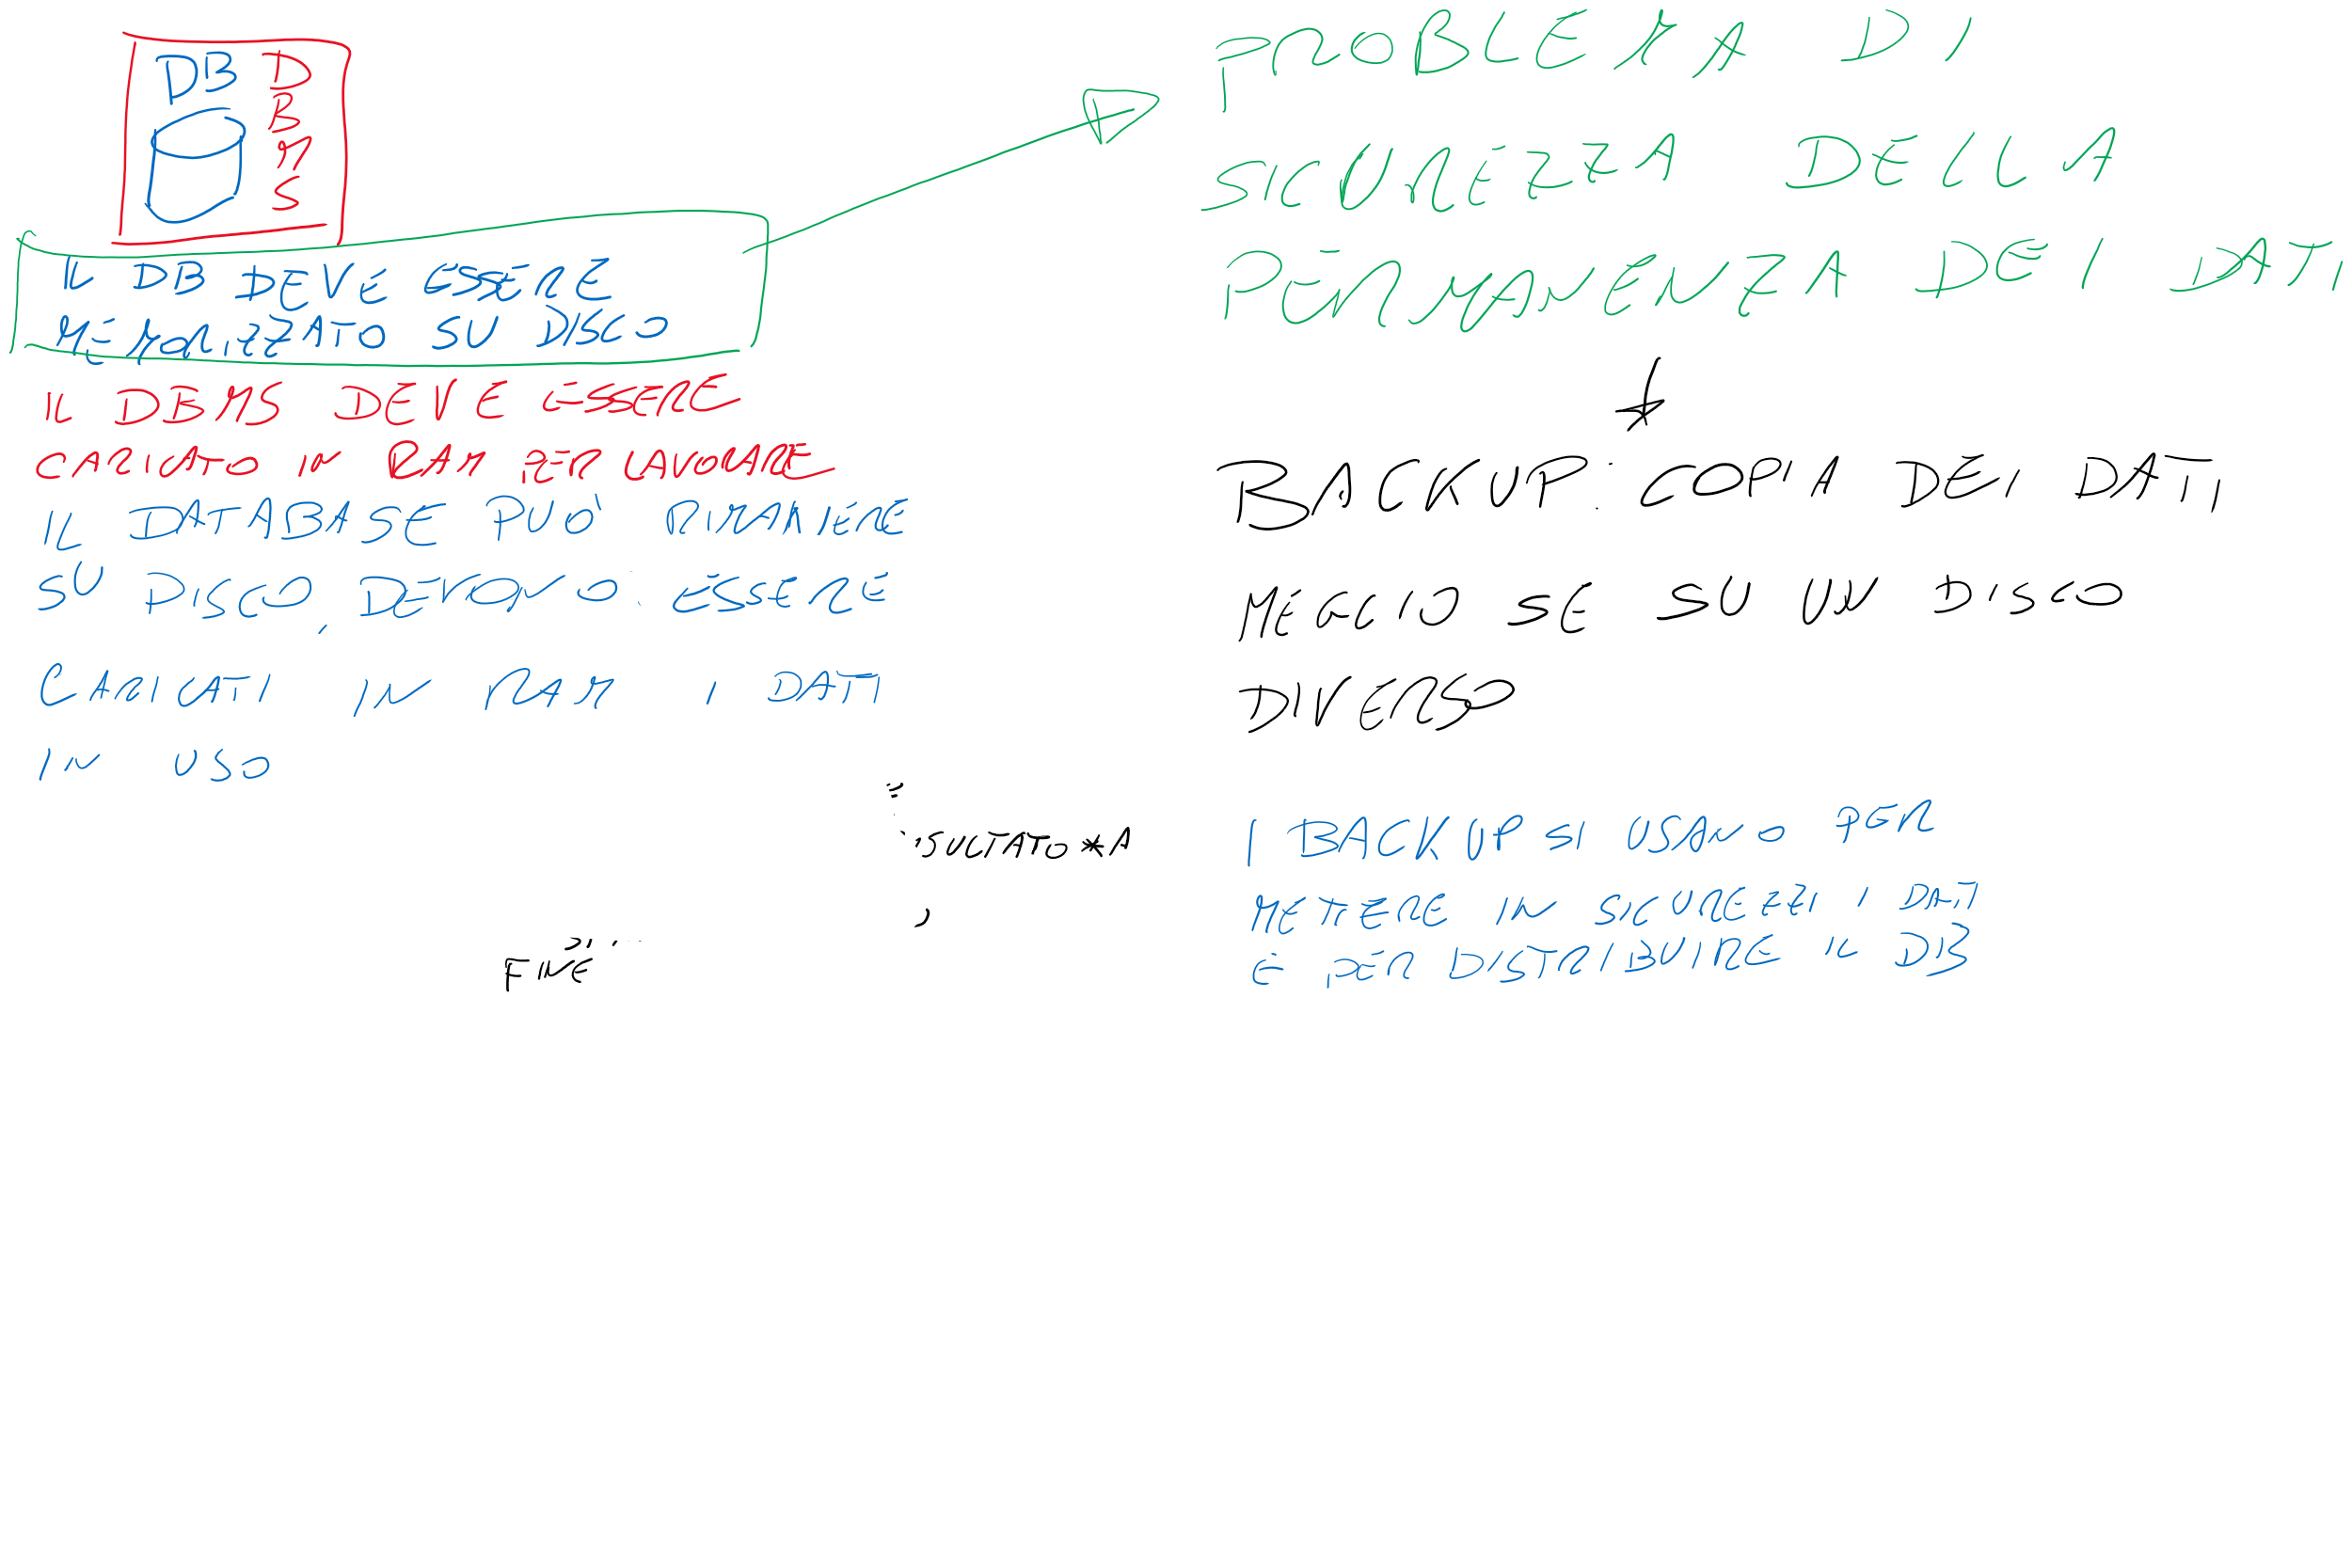 DB
DBMS
IL DB DEVE ESSERE
MEMORIZZATO SU DISCO
IL DBMS DEVE ESSERE
CARICATO IN RAM PER LAVORARE
IL DATABASE PUÒ RIMANERE
SU DISCO, DEVONO ESSERE
CARICATI IN RAM I DATI
IN USO
SULTATO*A
FINE
PROBLEMA DI
SICUREZZA DELLA
PERMANENZA DEI DATI
BACKUP: COPIA DEI DATI,
MEGLIO SE SU UN DISCO
DIVERSO
I BACKUP SI USANO PER
METTERE IN SICUREZZA I DATI
E PER DISTRIBUIRE IL DB